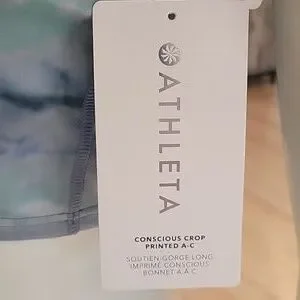 ATHLETA
CONSCIOUS CROP
PRINTED A-C
SOUTIEN-GORGE LONG
IMPRIMÉ CONSCIOUS
BONNET A À C